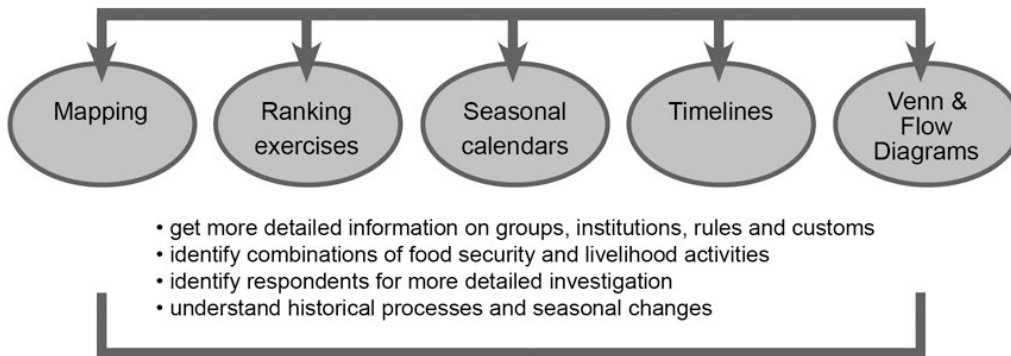 Mapping
Ranking
exercises
Seasonal
calendars
Timelines
Venn &
Flow
Diagrams
• get more detailed information on groups, institutions, rules and customs
• identify combinations of food security and livelihood activities
• identify respondents for more detailed investigation
• understand historical processes and seasonal changes